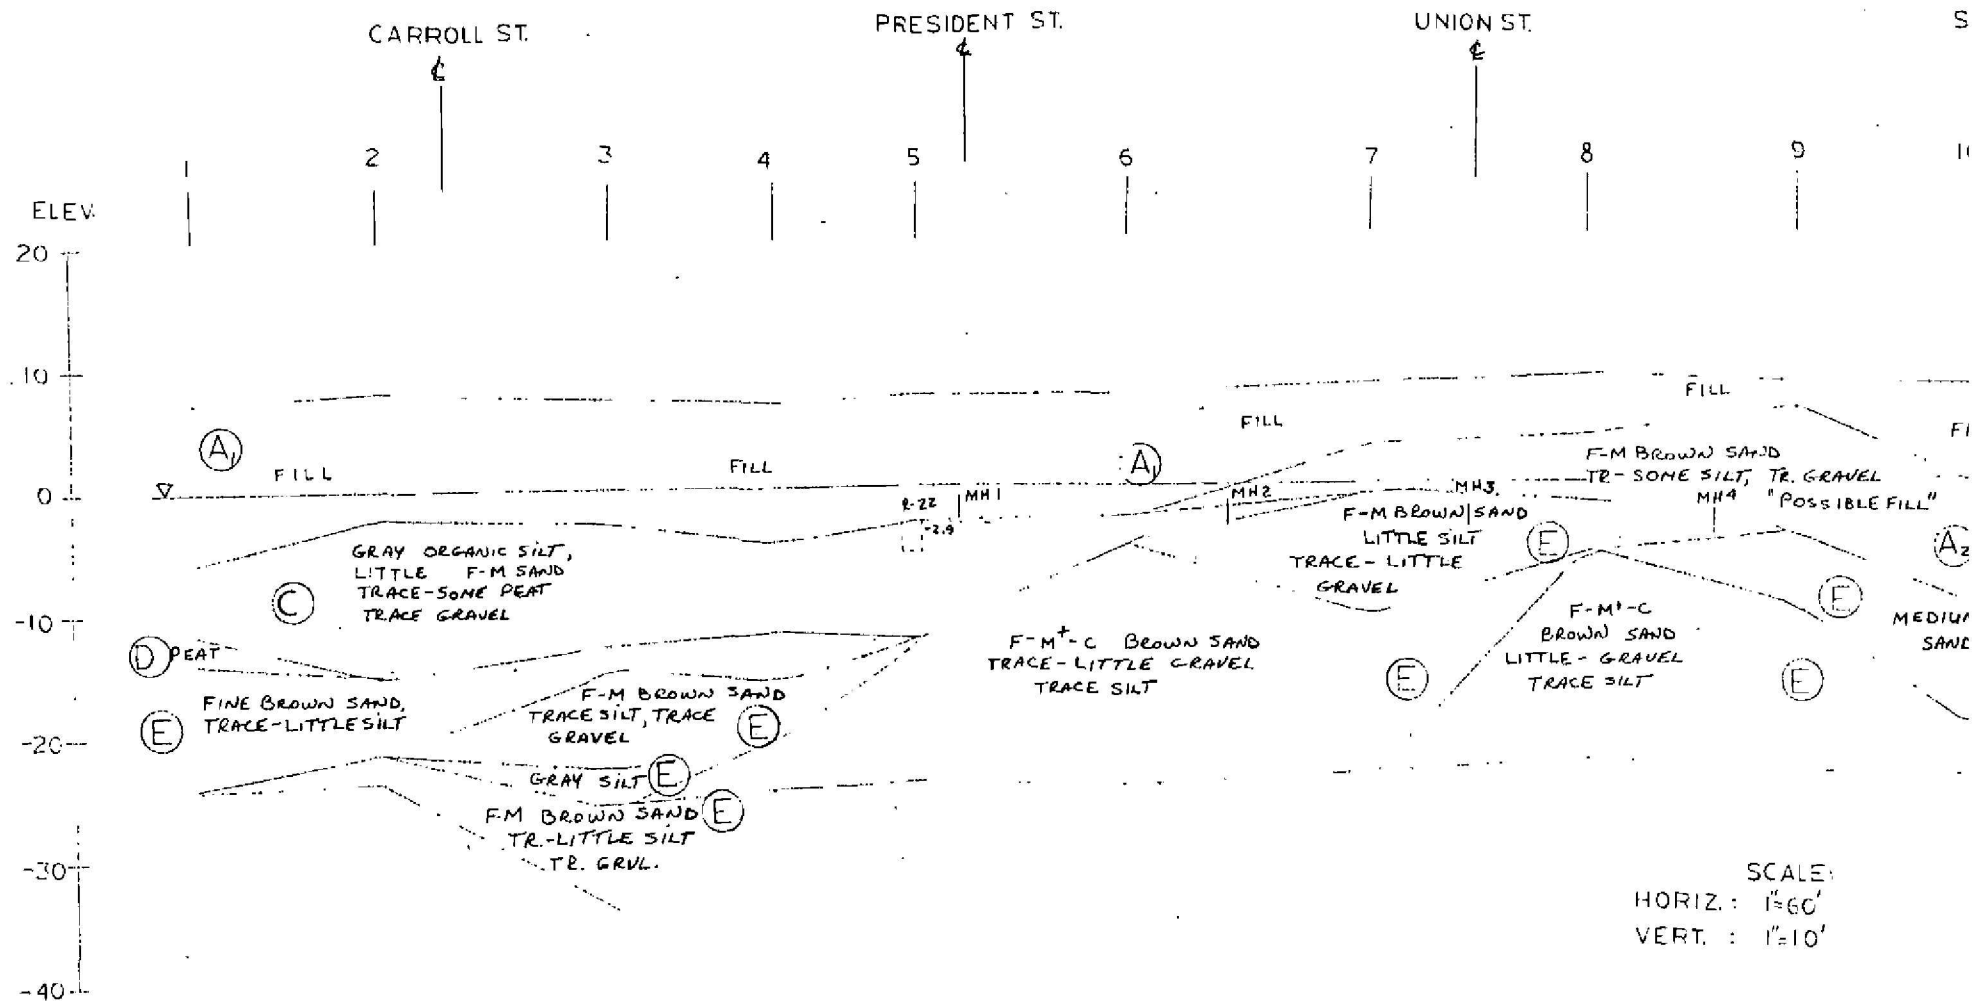 CARROLL ST.
PRESIDENT ST.
UNION ST.
S
℄
℄
℄
1
2
3
4
5
6
7
8
9
ELEV.
20
10
0
-10
-20
-30
-40
A1
FILL
FILL
A1
FILL
FILL
R-22
MH1
-2.9
MH2
MH3
MH4
F-M BROWN SAND
TR-SOME SILT, TR. GRAVEL
"POSSIBLE FILL"
F-M BROWN SAND
LITTLE SILT
TRACE-LITTLE
GRAVEL
E
A2
E
GRAY ORGANIC SILT,
LITTLE F-M SAND
TRACE-SOME PEAT
TRACE GRAVEL
C
D PEAT
FINE BROWN SAND,
TRACE-LITTLE SILT
E
F-M BROWN SAND
TRACE SILT, TRACE
GRAVEL
E
GRAY SILT E
F-M BROWN SAND E
TR.-LITTLE SILT
TR. GRVL.
F-M+-C BROWN SAND
TRACE-LITTLE GRAVEL
TRACE SILT
E
F-M+-C
BROWN SAND
LITTLE-GRAVEL
TRACE SILT
E
SAND
SCALE:
HORIZ.: 1"=60'
VERT. : 1"=10'